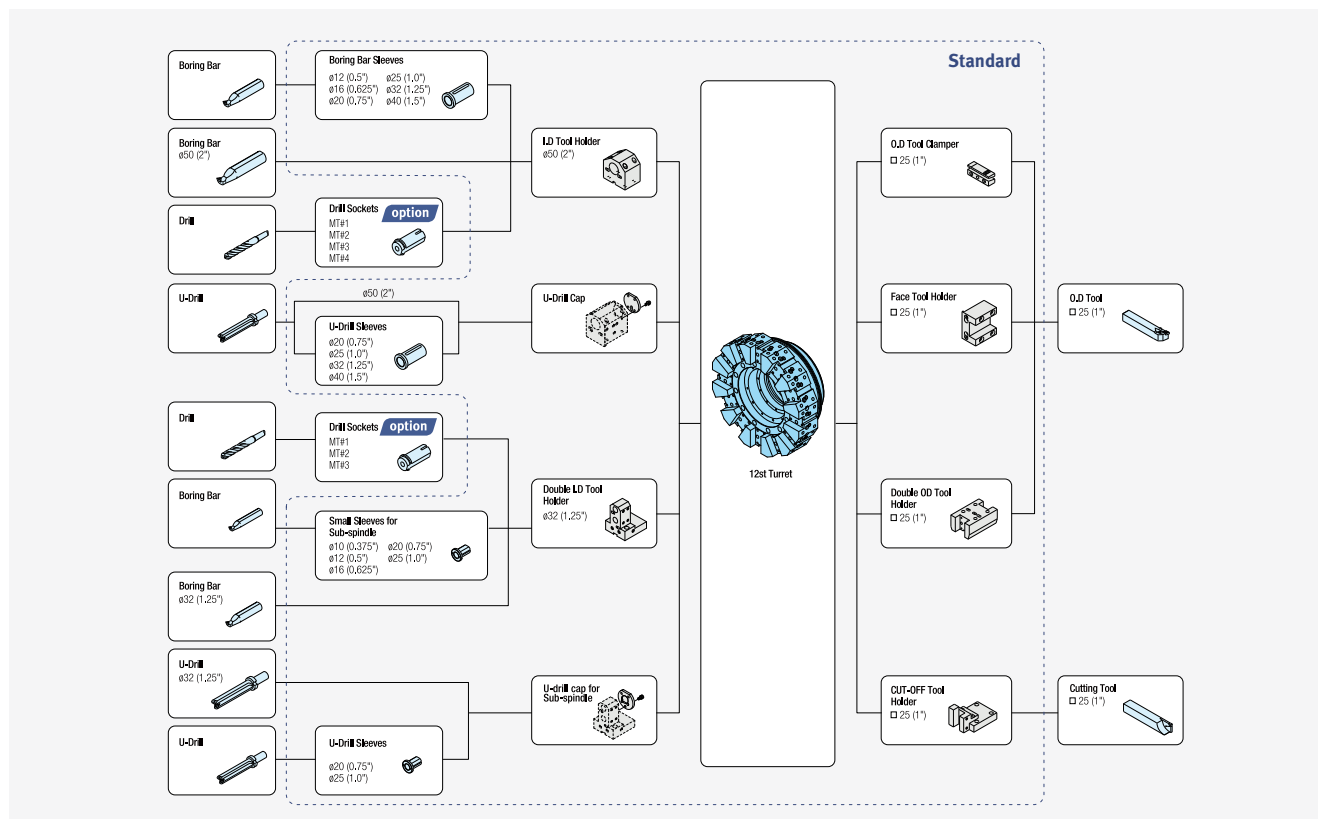 Standard
Boring Bar
Boring Bar Sleeves
ø12 (0.5") ø25 (1.0")
ø16 (0.625") ø32 (1.25")
ø20 (0.75") ø40 (1.5")
Boring Bar
ø50 (2")
I.D Tool Holder
ø50 (2")
O.D Tool Clamper
□ 25 (1")
Drill
Drill Sockets option
MT#1
MT#2
MT#3
MT#4
U-Drill
ø50 (2")
U-Drill Sleeves
ø20 (0.75")
ø25 (1.0")
ø32 (1.25")
ø40 (1.5")
U-Drill Cap
Face Tool Holder
□ 25 (1")
O.D Tool
□ 25 (1")
12st Turret
Drill
Drill Sockets option
MT#1
MT#2
MT#3
Boring Bar
Small Sleeves for
Sub-spindle
ø10 (0.375") ø20 (0.75")
ø12 (0.5") ø25 (1.0")
ø16 (0.625")
Double I.D Tool
Holder
ø32 (1.25")
Double OD Tool
Holder
□ 25 (1")
Boring Bar
ø32 (1.25")
U-Drill
ø32 (1.25")
U-drill cap for
Sub-spindle
CUT-OFF Tool
Holder
□ 25 (1")
Cutting Tool
□ 25 (1")
U-Drill
U-Drill Sleeves
ø20 (0.75")
ø25 (1.0")